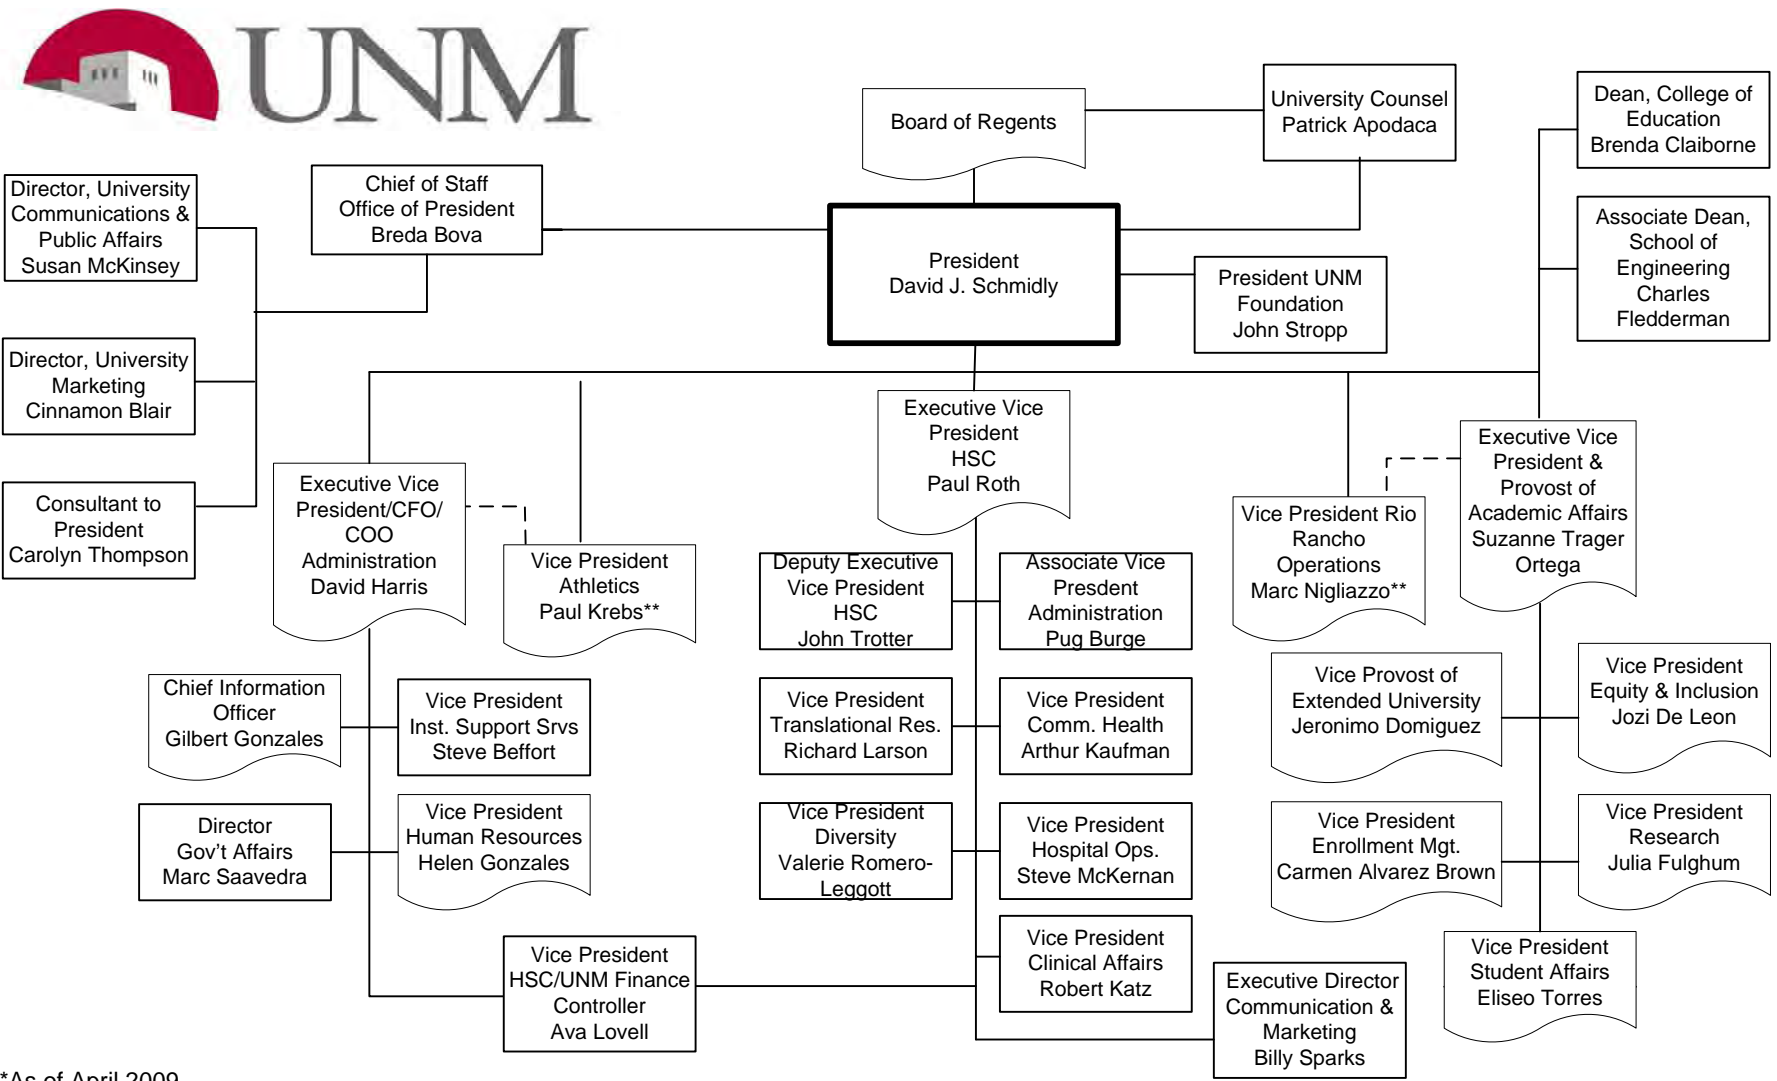 UNM
Board of Regents
University Counsel
Patrick Apodaca
Dean, College of
Education
Brenda Claiborne
Director, University
Communications &
Public Affairs
Susan McKinsey
Chief of Staff
Office of President
Breda Bova
Associate Dean,
School of
Engineering
Charles
Fledderman
President
David J. Schmidly
President UNM
Foundation
John Stropp
Director, University
Marketing
Cinnamon Blair
Consultant to
President
Carolyn Thompson
Executive Vice
President/CFO/
COO
Administration
David Harris
Vice President
Athletics
Paul Krebs**
Executive Vice
President
HSC
Paul Roth
Vice President Rio
Rancho
Operations
Marc Nigliazzo**
Executive Vice
President &
Provost of
Academic Affairs
Suzanne Trager
Ortega
Deputy Executive
Vice President
HSC
John Trotter
Associate Vice
Presdent
Administration
Pug Burge
Chief Information
Officer
Gilbert Gonzales
Vice President
Inst. Support Srvs
Steve Beffort
Vice President
Translational Res.
Richard Larson
Vice President
Comm. Health
Arthur Kaufman
Vice Provost of
Extended University
Jeronimo Domiguez
Vice President
Equity & Inclusion
Jozi De Leon
Director
Gov't Affairs
Marc Saavedra
Vice President
Human Resources
Helen Gonzales
Vice President
Diversity
Valerie Romero-
Leggott
Vice President
Hospital Ops.
Steve McKernan
Vice President
Enrollment Mgt.
Carmen Alvarez Brown
Vice President
Research
Julia Fulghum
Vice President
HSC/UNM Finance
Controller
Ava Lovell
Vice President
Clinical Affairs
Robert Katz
Executive Director
Communication &
Marketing
Billy Sparks
Vice President
Student Affairs
Eliseo Torres
*As of April 2009